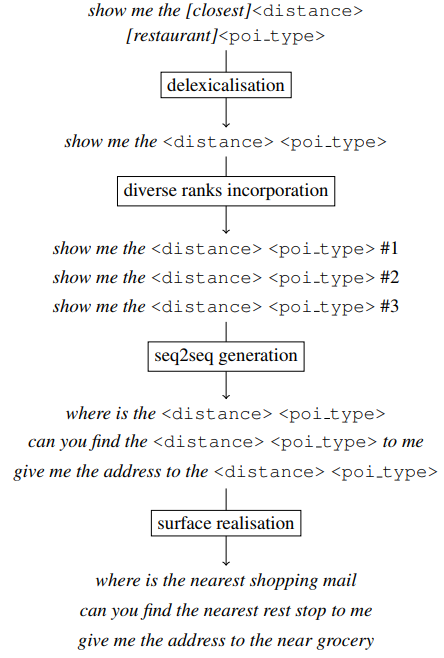 show me the [closest]<distance>
[restaurant]<poi_type>
delexicalisation
show me the <distance> <poi_type>
diverse ranks incorporation
show me the <distance> <poi_type> #1
show me the <distance> <poi_type> #2
show me the <distance> <poi_type> #3
seq2seq generation
where is the <distance> <poi_type>
can you find the <distance> <poi_type> to me
give me the address to the <distance> <poi_type>
surface realisation
where is the nearest shopping mail
can you find the nearest rest stop to me
give me the address to the near grocery